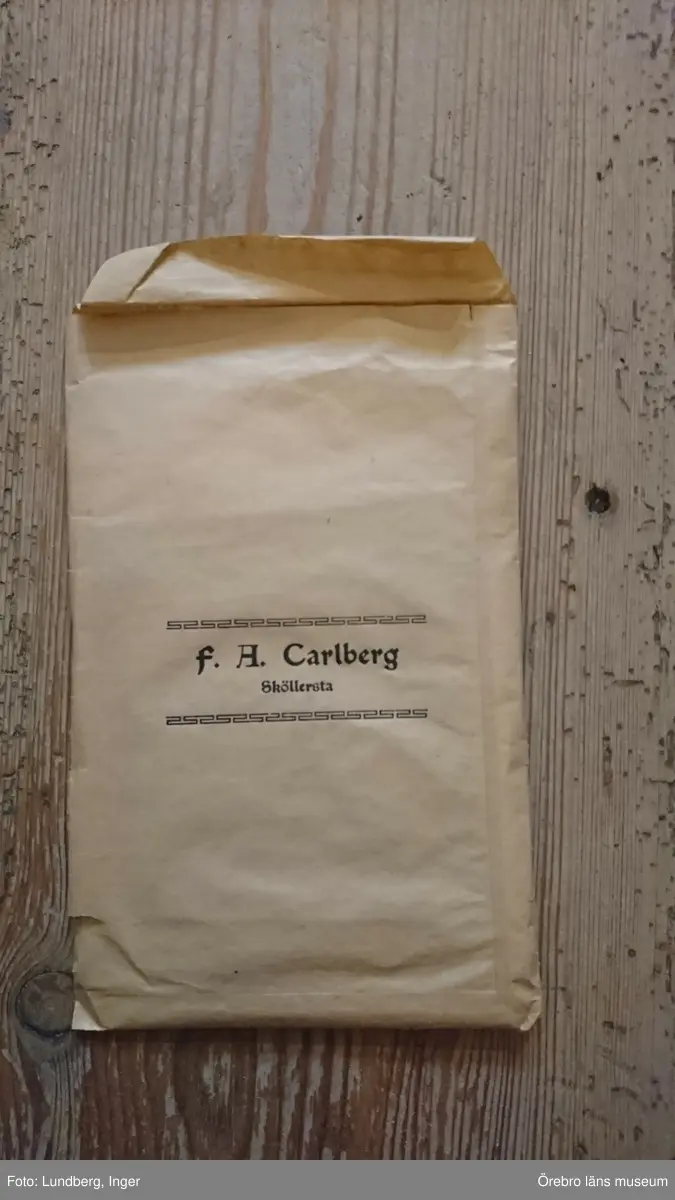 F. A. Carlberg
Sköllersta
Foto: Lundberg, Inger
Örebro läns museum